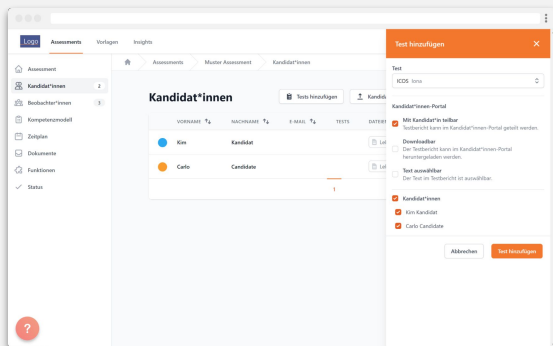 Logo
Assessments
Vorlagen
Insights
Assessments
Muster Assessment
Kandidat*innen
Assessment
Kandidat*innen 2
Beobachter*innen 3
Kompetenzmodell
Zeitplan
Dokumente
Funktionen
Status
Kandidat*innen
Tests hinzufügen
Kandid
VORNAME
NACHNAME
E-MAIL
TESTS
DATEIE
Kim
Kandidat
Carlo
Candidate
1
?
Test hinzufügen
Test
ICDS
Kandidat*innen-Portal
Mit Kandidat*in teilbar
Testbericht kann im Kandidat*innen-Portal geteilt werden.
Downloadbar
Der Testbericht kann im Kandidat*innen-Portal
heruntergeladen werden.
Text auswählbar
Der Text im Testbericht ist auswählbar.
Kandidat*innen
Kim Kandidat
Carlo Candidate
Abbrechen
Test hinzufügen